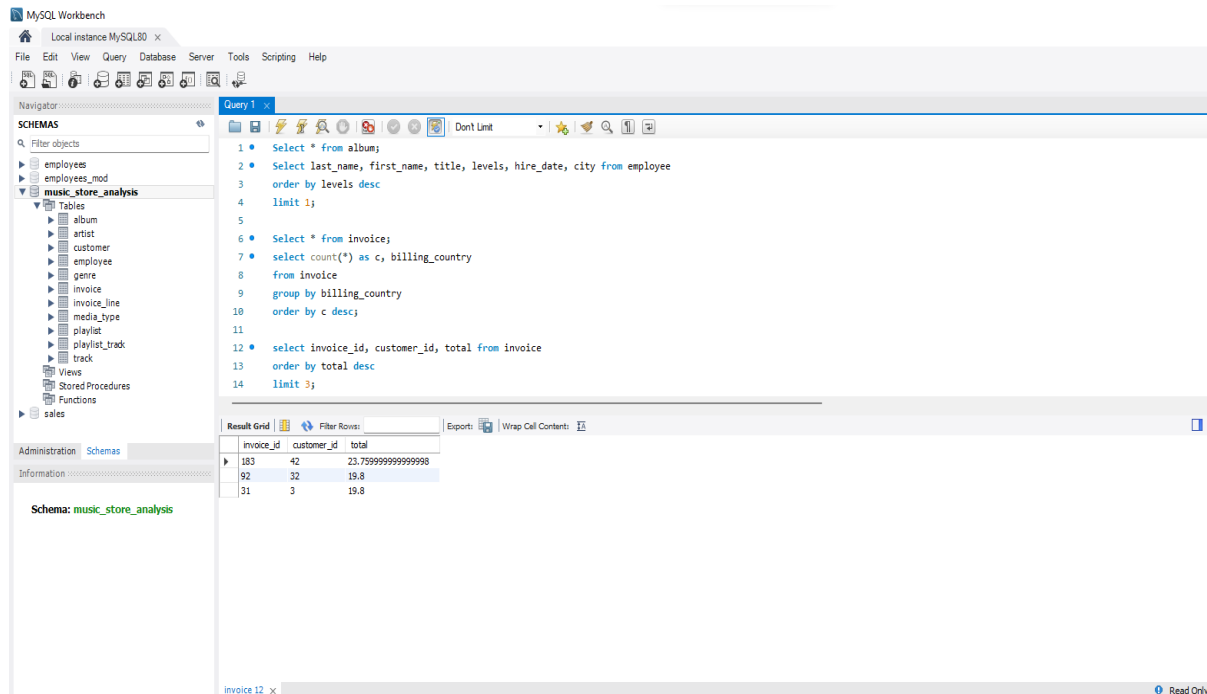 MySQL Workbench
Local instance MySQL80 ×
File Edit View Query Database Server Tools Scripting Help
Navigator
SCHEMAS
Filter objects
employees
employees_mod
music_store_analysis
Tables
album
artist
customer
employee
genre
invoice
invoice_line
media_type
playlist
playlist_track
track
Views
Stored Procedures
Functions
sales
Administration Schemas
Information
Schema: music_store_analysis
Query 1 ×
Don't Limit
1 Select * from album;
2 Select last_name, first_name, title, levels, hire_date, city from employee
3 order by levels desc
4 limit 1;
5
6 Select * from invoice;
7 select count(*) as c, billing_country
8 from invoice
9 group by billing_country
10 order by c desc;
11
12 select invoice_id, customer_id, total from invoice
13 order by total desc
14 limit 3;
Result Grid Filter Rows: Export: Wrap Cell Content:
invoice_id customer_id total
183 42 23.759999999999998
92 32 19.8
31 3 19.8
invoice 12 ×
Read Only